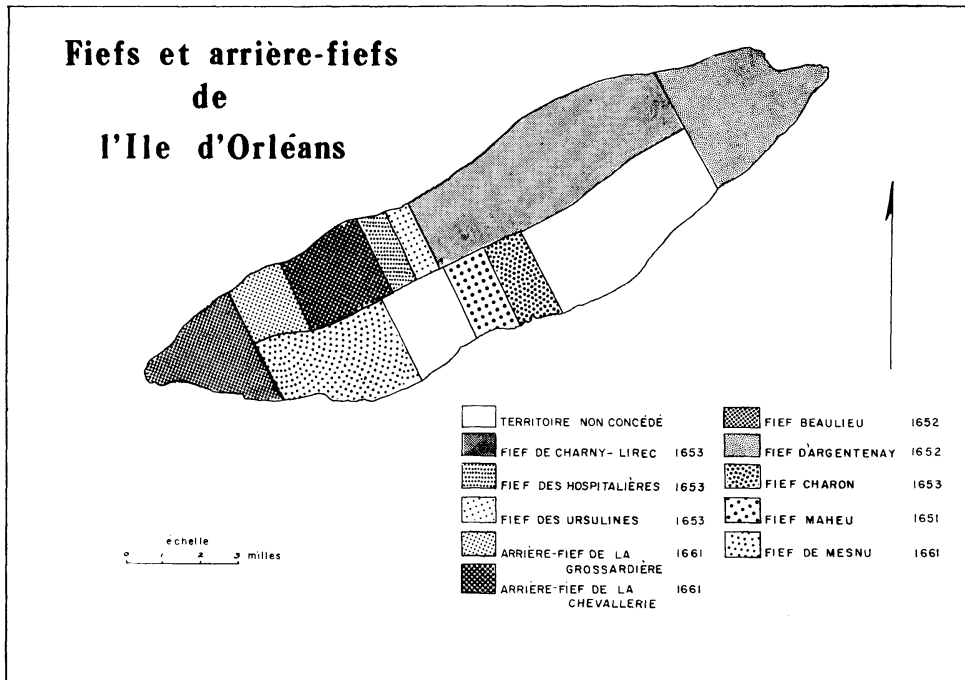 Fiefs et arrière-fiefs
de
l'Ile d'Orléans
TERRITOIRE NON CONCÉDÉ
FIEF DE CHARNY-LIREC 1653
FIEF DES HOSPITALIÈRES 1653
FIEF DES URSULINES 1653
ARRIÈRE-FIEF DE LA 1661
GROSSARDIÈRE
ARRIÈRE-FIEF DE LA 1661
CHEVALLERIE
FIEF BEAULIEU 1652
FIEF D'ARGENTENAY 1652
FIEF CHARON 1653
FIEF MAHEU 1651
FIEF DE MESNU 1661
échelle
0 1 2 3 milles